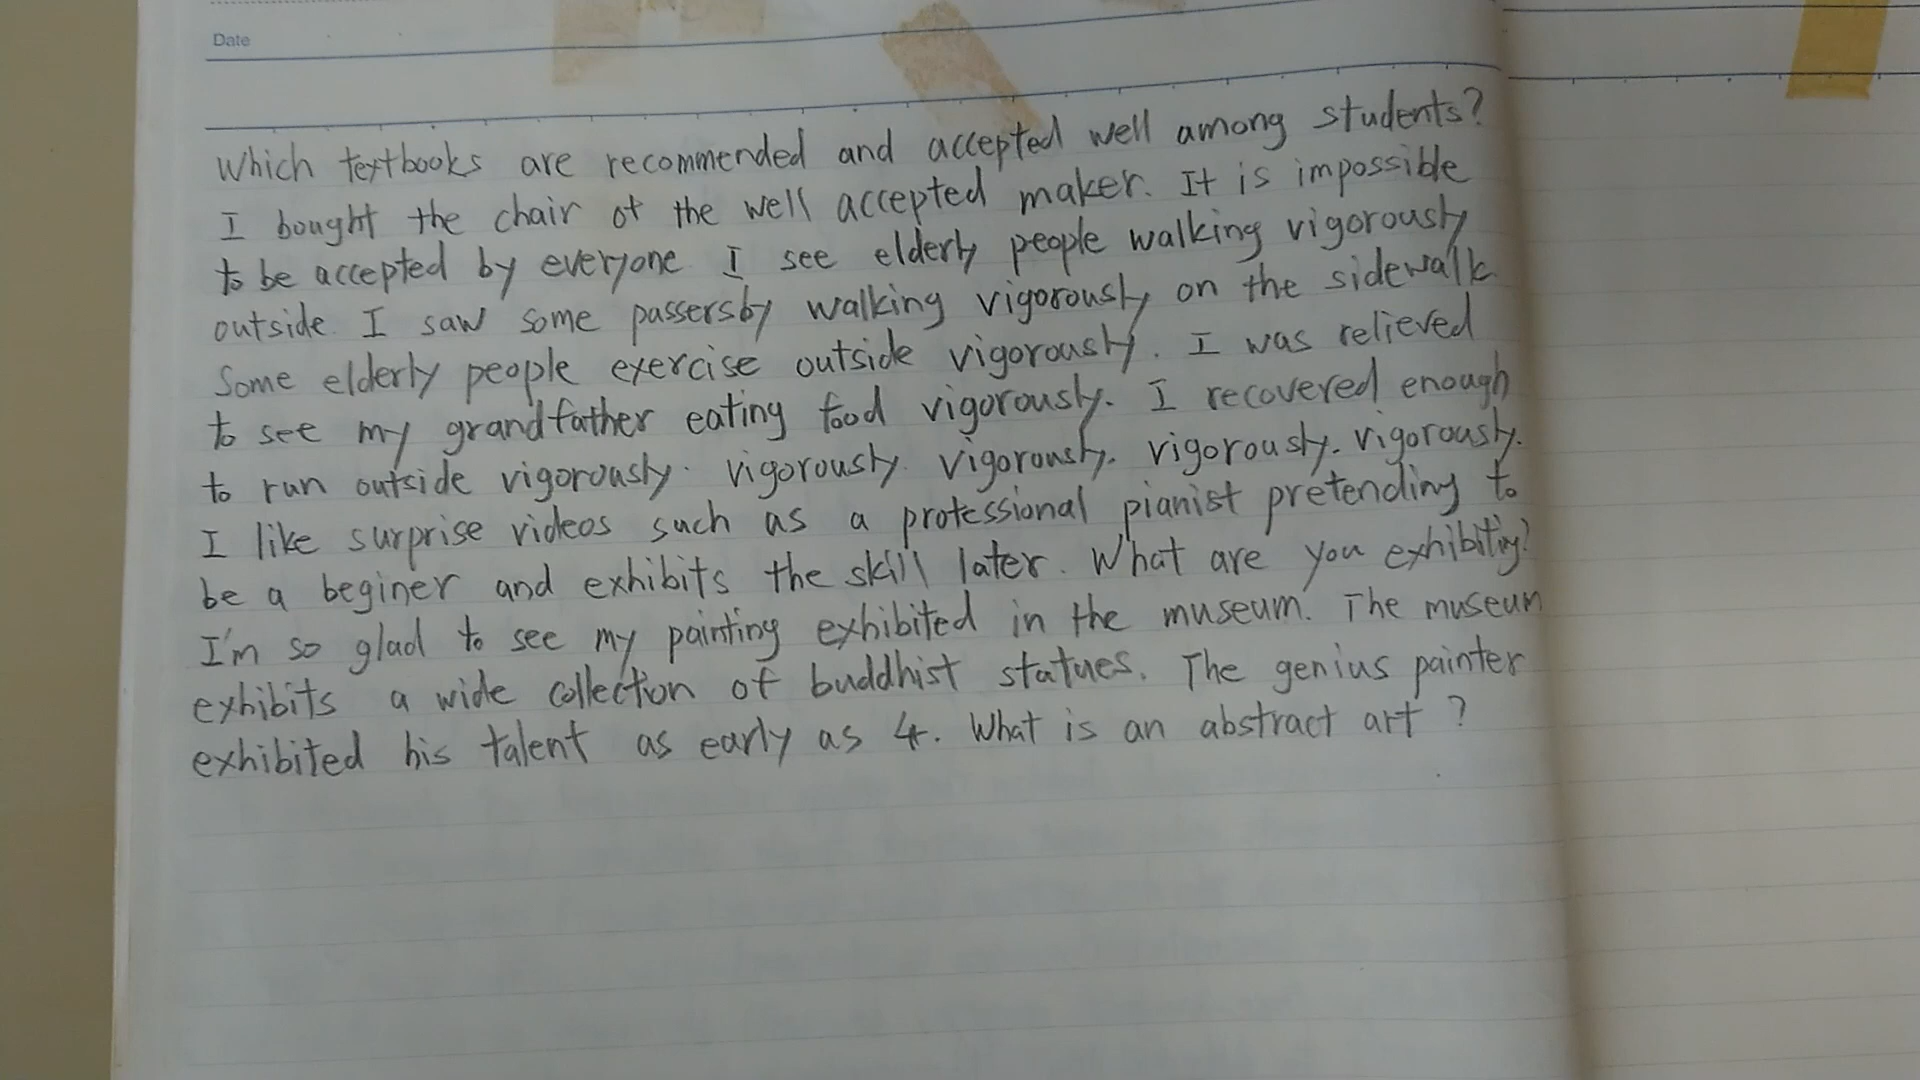 Date
Which textbooks are recommended and accepted well among students?
I bought the chair of the well accepted maker. It is impossible
to be accepted by everyone. I see elderly people walking vigorously
outside. I saw some passersby walking vigorously on the sidewalk.
Some elderly people exercise outside vigorously. I was relieved
to see my grandfather eating food vigorously. I recovered enough
to run outside vigorously. vigorously. vigorously. vigorously. vigorously.
I like surprise videos such as a professional pianist pretending to
be a beginer and exhibits the skill later. What are you exhibiting?
I'm so glad to see my painting exhibited in the museum. The museum
exhibits a wide collection of buddhist statues. The genius painter
exhibited his talent as early as 4. What is an abstract art?